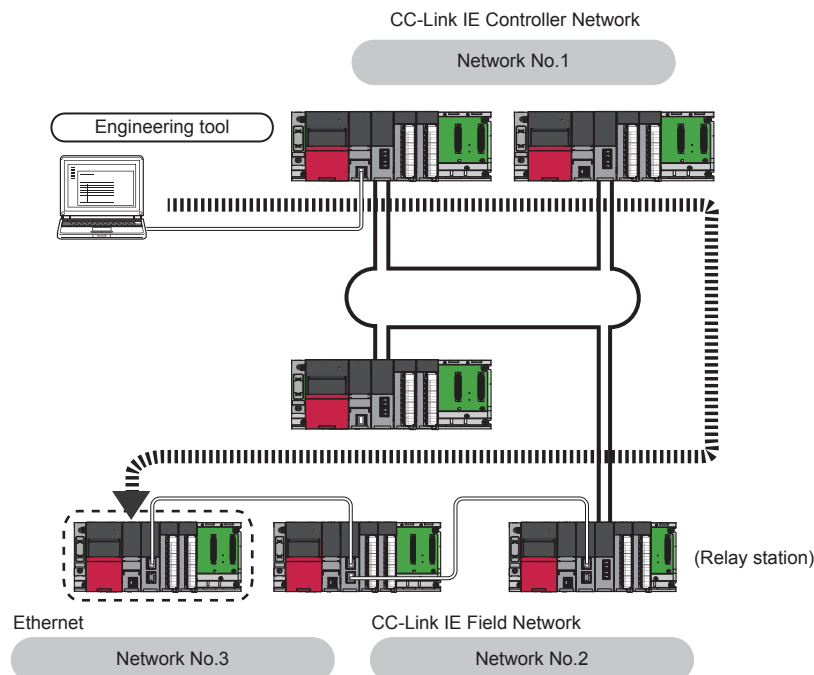 CC-Link IE Controller Network
Network No.1
Engineering tool
(Relay station)
Ethernet
CC-Link IE Field Network
Network No.3
Network No.2